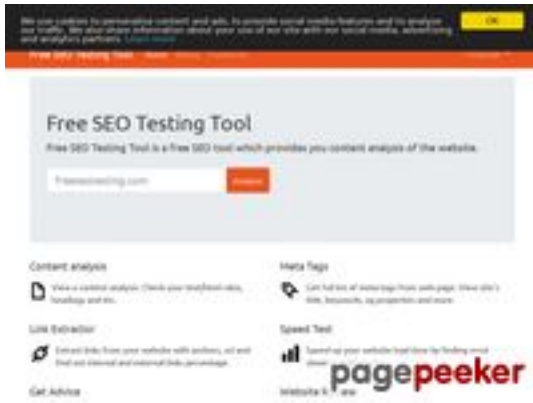 We use cookies to personalise content and ads, to provide social media features and to analyse
our traffic. We also share information about your use of our site with our social media, advertising
and analytics partners. Learn more
OK
Free SEO Testing Tool
Free SEO Testing Tool
Free SEO Testing Tool is a free SEO tool which provides you content analysis of the website.
freeseotesting.com
Content analysis
Meta Tags
View a content analysis. Check your text/html ratio,
headings and etc.
Get full list of meta tags from web page. View site's
title, keywords, og properties and more.
Link Extractor
Speed Test
Extract links from your website with anchors, url and
find out internal and external links percentage.
Speed up your website load time by finding most
Get Advice
Website
pagepeeker